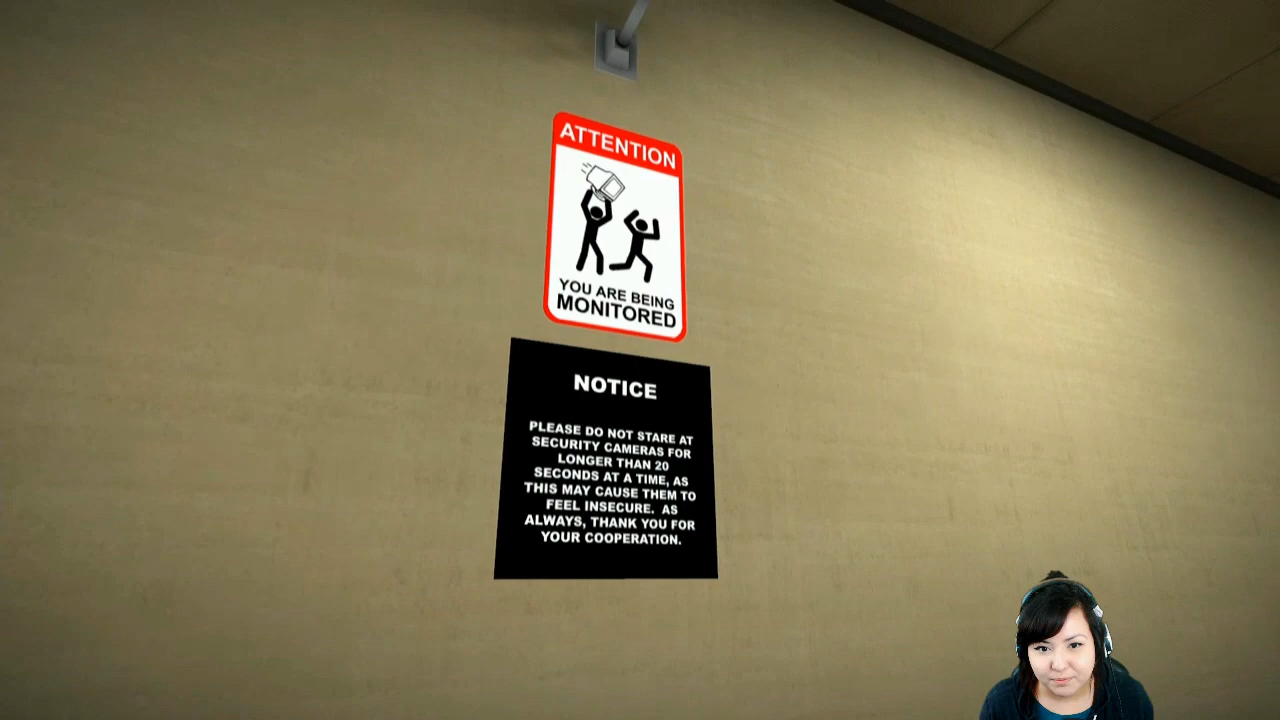 ATTENTION
YOU ARE BEING
MONITORED
NOTICE
PLEASE DO NOT STARE AT
SECURITY CAMERAS FOR
LONGER THAN 20
SECONDS AT A TIME, AS
THIS MAY CAUSE THEM TO
FEEL INSECURE. AS
ALWAYS, THANK YOU FOR
YOUR COOPERATION.